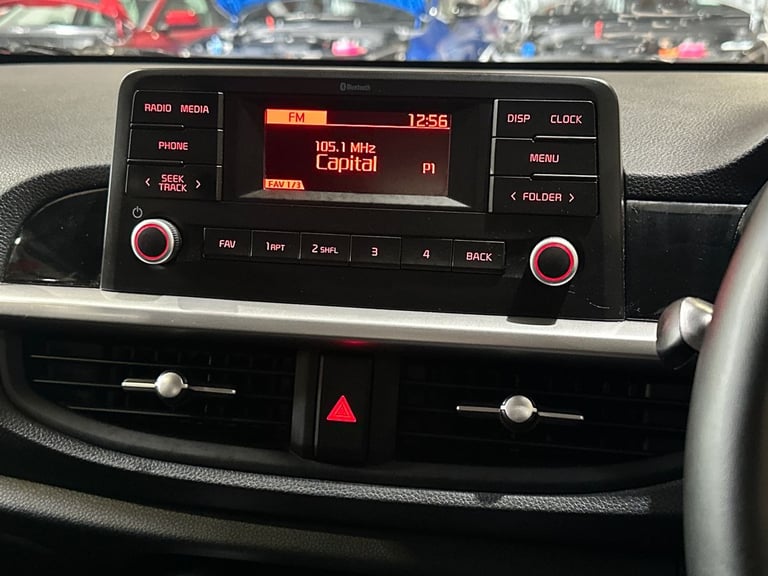 Bluetooth
RADIO MEDIA
PHONE
< SEEK TRACK >
FM 12:56
105.1 MHz
Capital P1
FAV 1/3
DISP CLOCK
MENU
< FOLDER >
FAV 1 RPT 2 SHFL 3 4 BACK